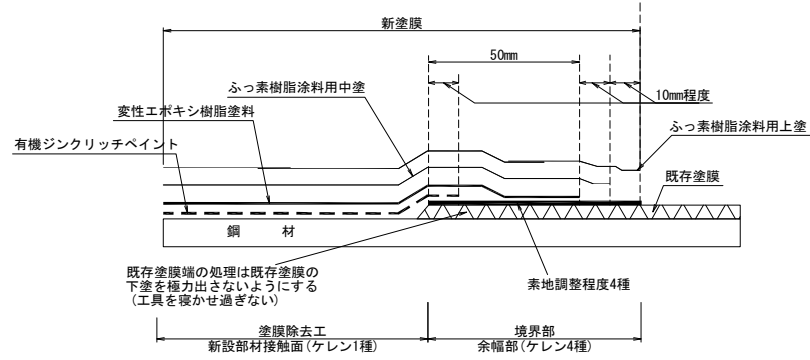 新塗膜
50mm
ふっ素樹脂涂料用中塗
10mm程度
変性エポキシ樹脂塗料
ふっ素樹脂涂料用上塗
有機ジンクリッチペイント
既存塗膜
鋼 材
既存塗膜端の処理は既存塗膜の
下塗を極力出さないようにする
(工具を寝かせ過ぎない)
素地調整程度4種
塗膜除去工
境界部
新設部材接触面(ケレン1種)
余幅部(ケレン4種)